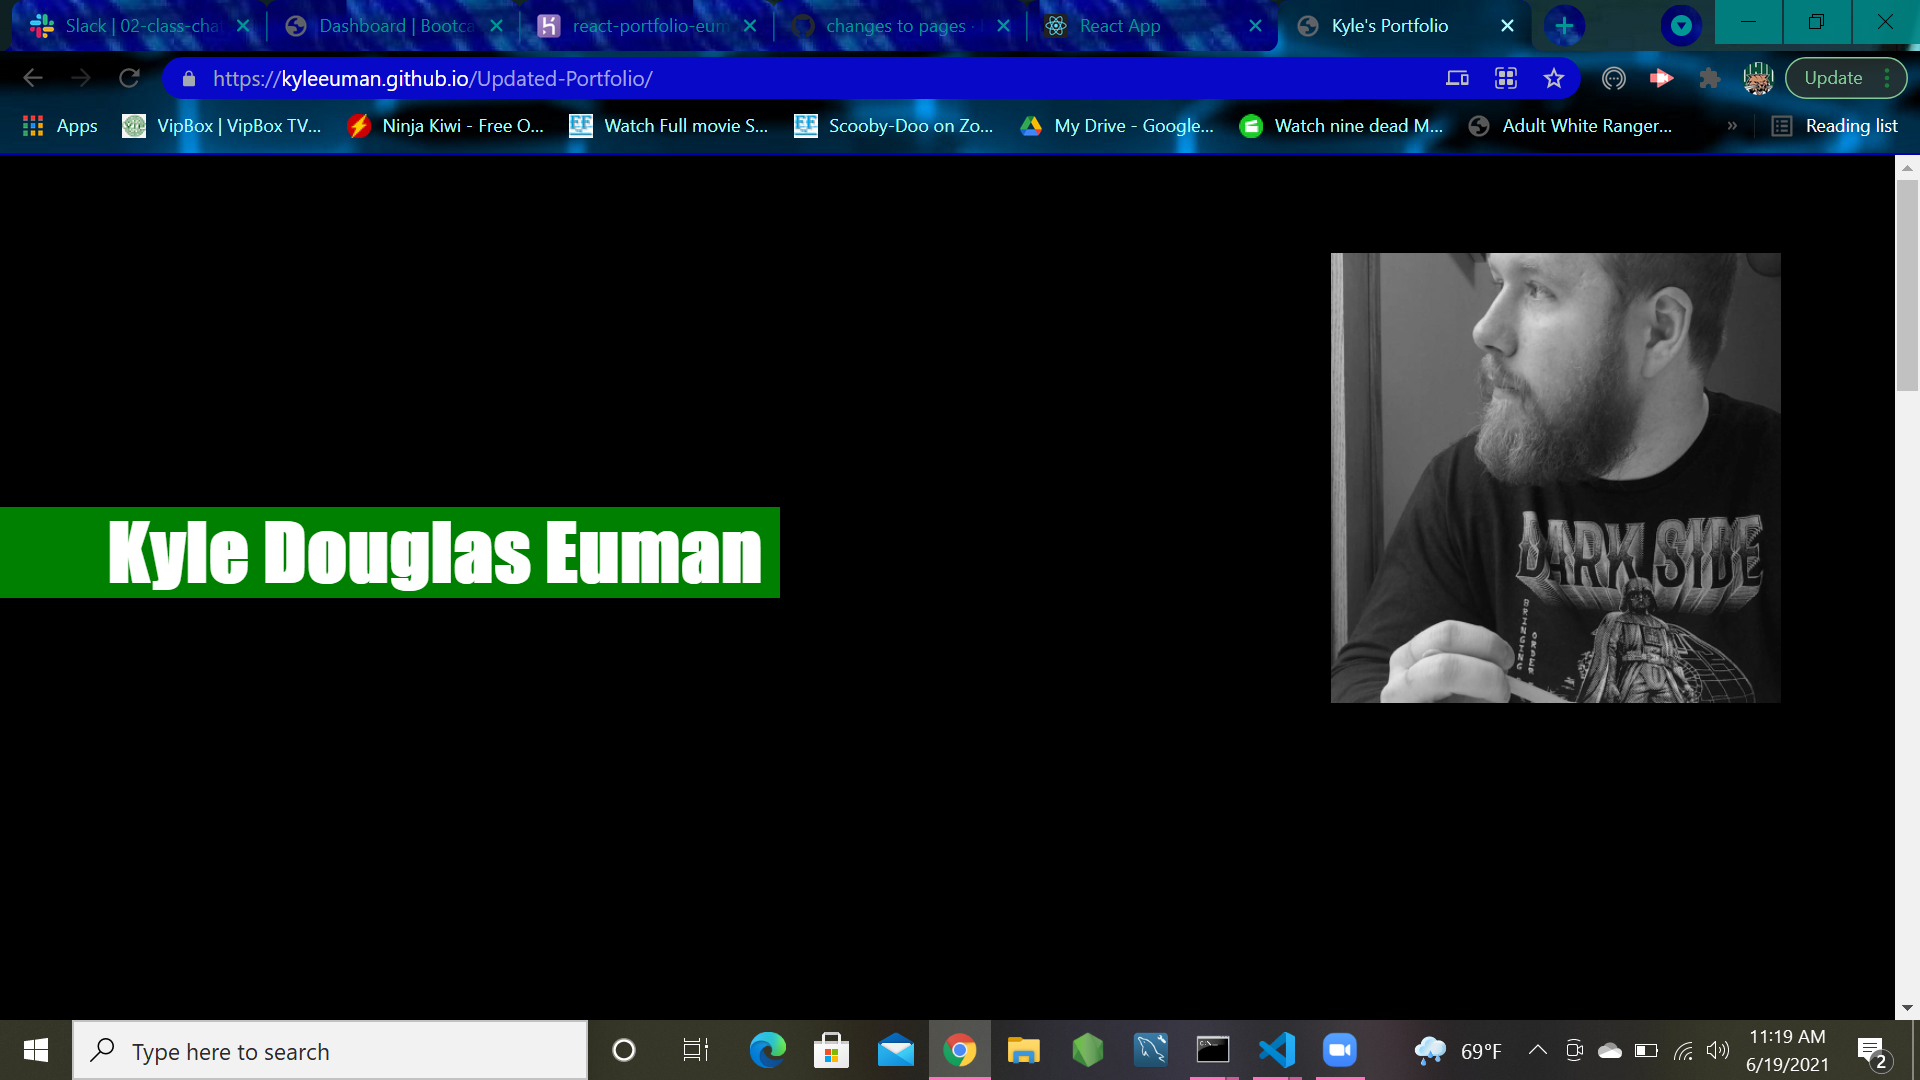 Slack | 02-class-cha
Dashboard | Bootca
react-portfolio-eum
changes to pages ·
React App
Kyle's Portfolio
https://kyleeuman.github.io/Updated-Portfolio/
Update
Apps
VipBox | VipBox TV...
Ninja Kiwi - Free O...
Watch Full movie S...
Scooby-Doo on Zo...
My Drive - Google...
Watch nine dead M...
Adult White Ranger...
»
Reading list
Kyle Douglas Euman
DARK SIDE
BRINGING
ORDER
Type here to search
69°F
11:19 AM
6/19/2021
2